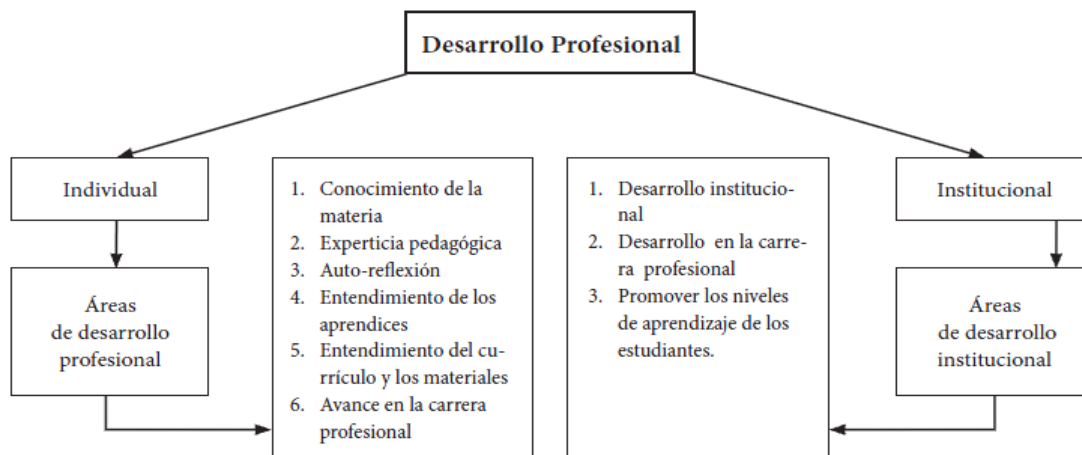 Desarrollo Profesional
Individual
Áreas
de desarrollo
profesional
1. Conocimiento de la
materia
2. Experticia pedagógica
3. Auto-reflexión
4. Entendimiento de los
aprendices
5. Entendimiento del cu-
rrículo y los materiales
6. Avance en la carrera
profesional
1. Desarrollo institucio-
nal
2. Desarrollo en la carre-
ra profesional
3. Promover los niveles
de aprendizaje de los
estudiantes.
Institucional
Áreas
de desarrollo
institucional